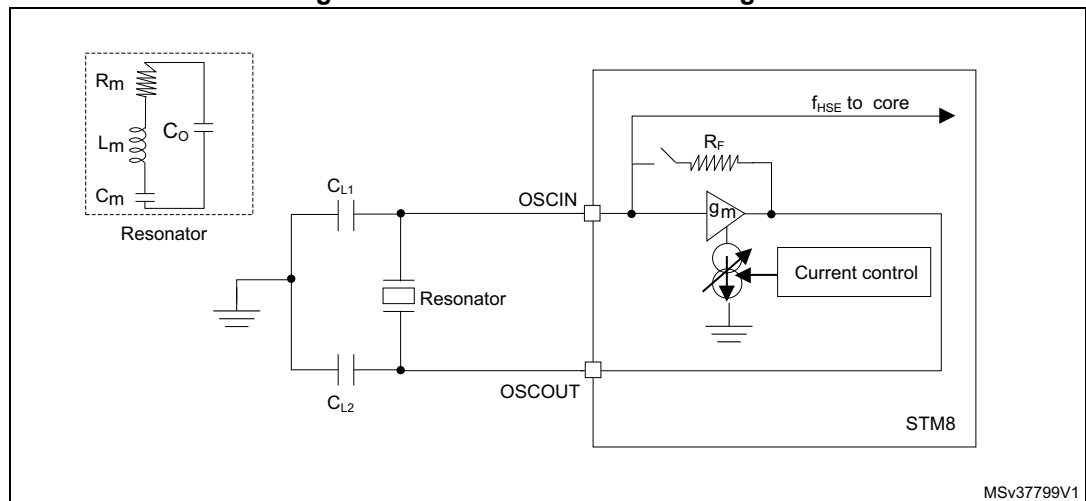 Rm
Lm
CO
Cm
Resonator
CL1
CL2
Resonator
OSCIN
OSCOUT
fHSE to core
RF
gm
Current control
STM8
MSv37799V1